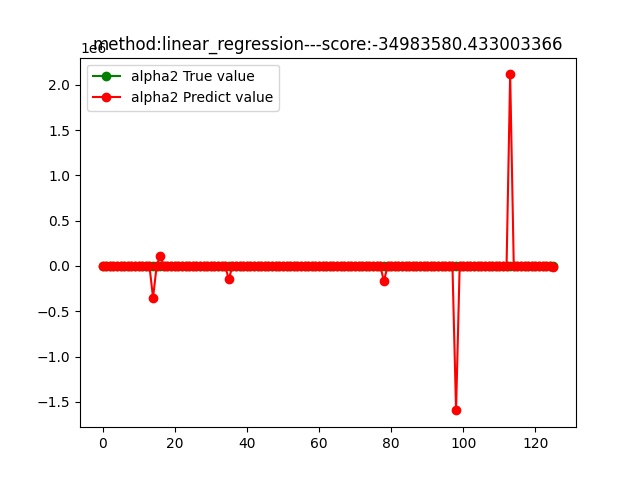 method:linear_regression---score:-34983580.433003366
1e6
alpha2 True value
alpha2 Predict value
2.0
1.5
1.0
0.5
0.0
−0.5
−1.0
−1.5
0 20 40 60 80 100 120